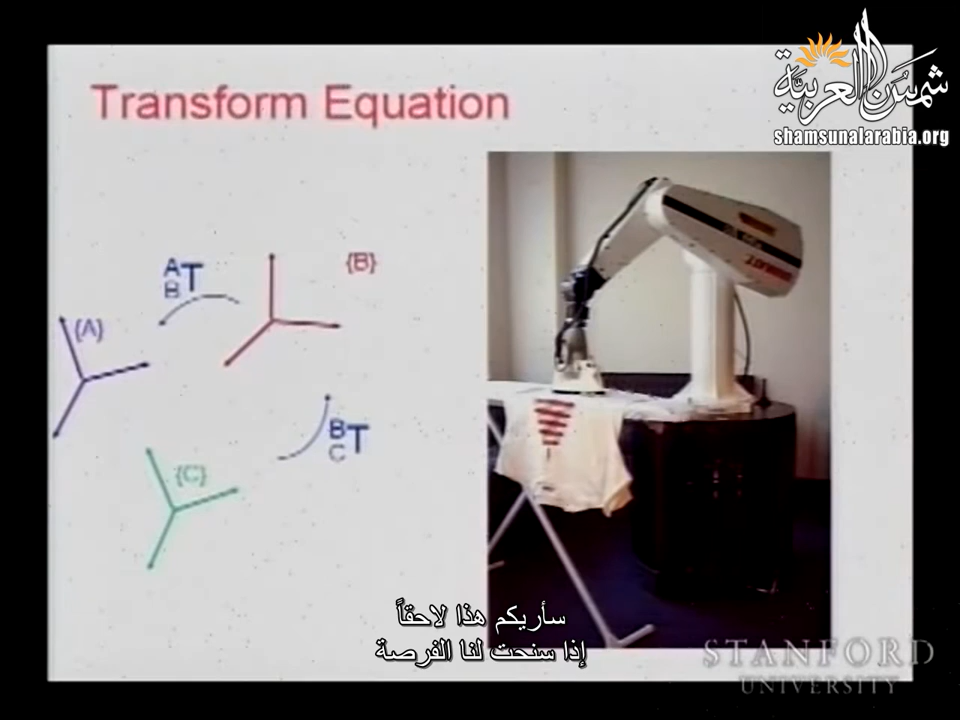 شمس العربية
shamsunalarabia.org
Transform Equation
A
B T
{B}
{A}
B
C T
{C}
سأريكم هذا لاحقاً
إذا سنحت لنا الفرصة
STANFORD
UNIVERSITY